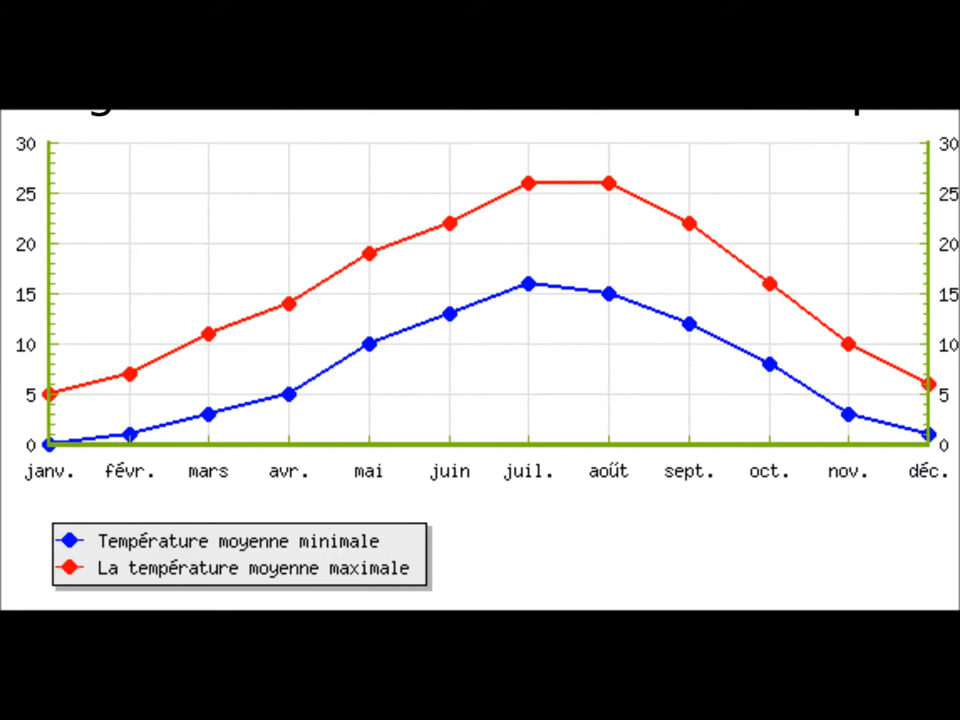 30 30
25 25
20 20
15 15
10 10
5 5
0 0
janv. févr. mars avr. mai juin juil. août sept. oct. nov. déc.
Température moyenne minimale
La température moyenne maximale